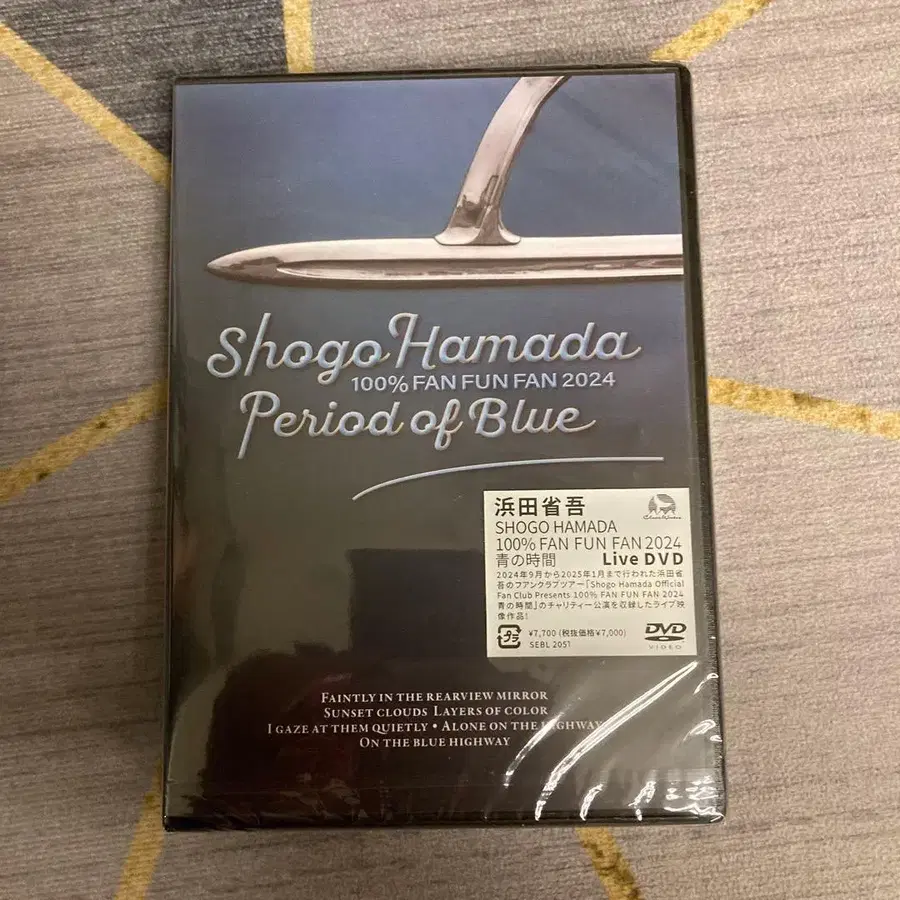 Shogo Hamada
100% FAN FUN FAN 2024
Period of Blue
浜田省吾
SHOGO HAMADA
100% FAN FUN FAN 2024
青の時間 Live DVD
2024年9月から2025年1月まで行われた浜田省
吾のファンクラブツアー「Shogo Hamada Official
Fan Club Presents 100% FAN FUN FAN 2024
青の時間」のチャリティー公演を収録したライブ映
像作品!
プラ
¥7,700 (税抜価格¥7,000)
SEBL 2051
DVD
VIDEO
FAINTLY IN THE REARVIEW MIRROR
SUNSET CLOUDS LAYERS OF COLOR
I GAZE AT THEM QUIETLY • ALONE ON THE HIGHWAY
ON THE BLUE HIGHWAY